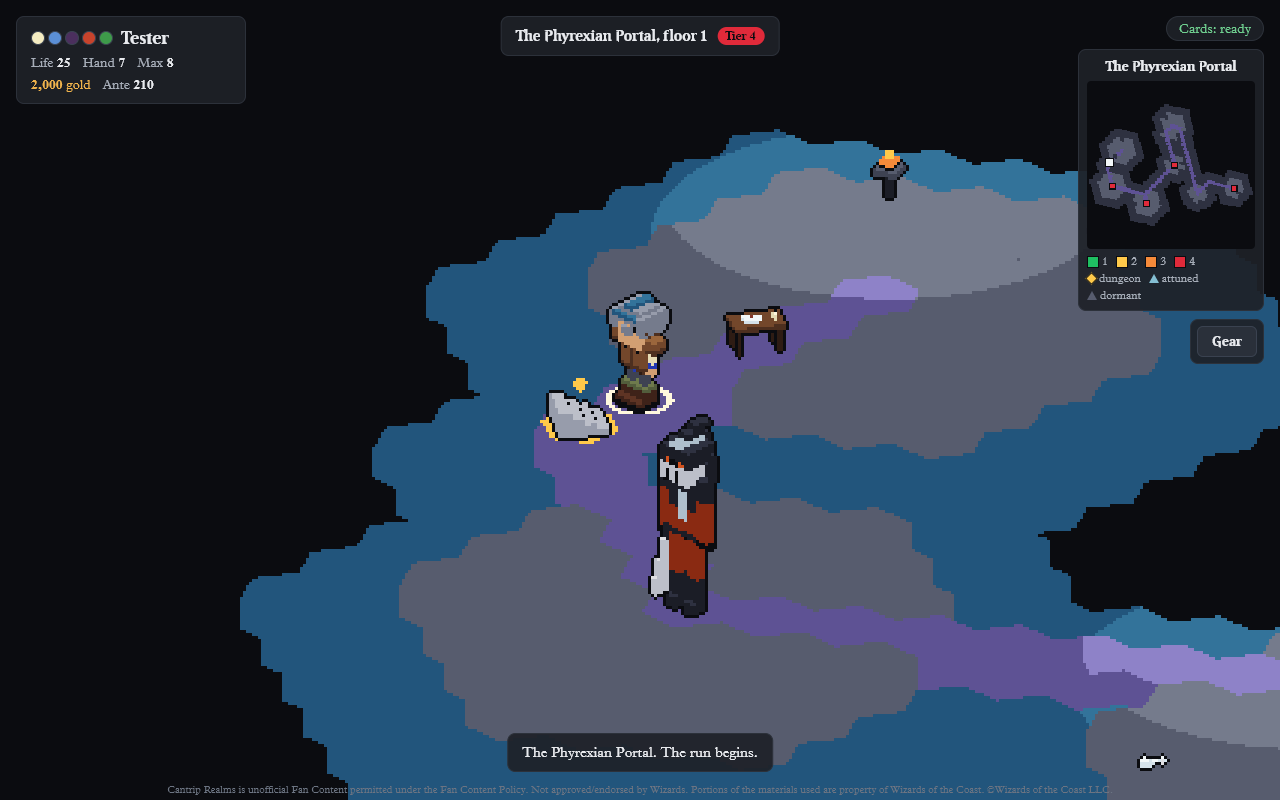 Tester
Life 25 Hand 7 Max 8
2,000 gold Ante 210
The Phyrexian Portal, floor 1 Tier 4
Cards: ready
The Phyrexian Portal
1 2 3 4
dungeon attuned
dormant
Gear
The Phyrexian Portal. The run begins.
Cantrip Realms is unofficial Fan Content permitted under the Fan Content Policy. Not approved/endorsed by Wizards. Portions of the materials used are property of Wizards of the Coast. ©Wizards of the Coast LLC.